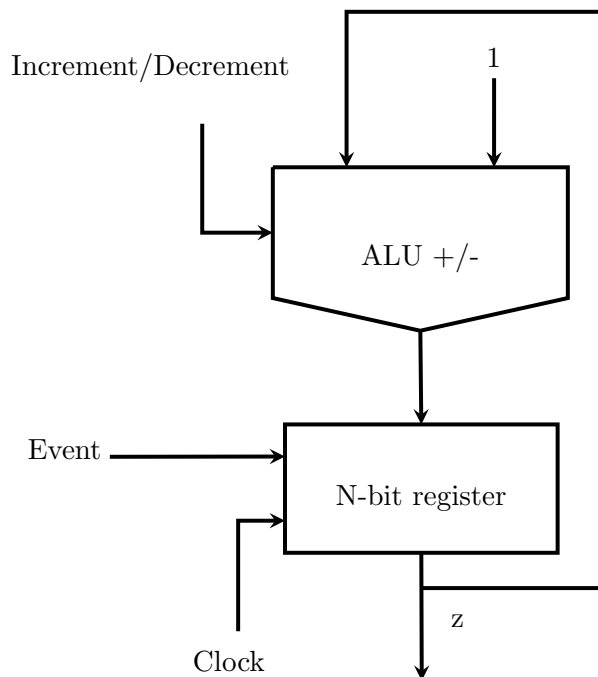 1
Increment/Decrement
ALU +/-
Event
N-bit register
z
Clock